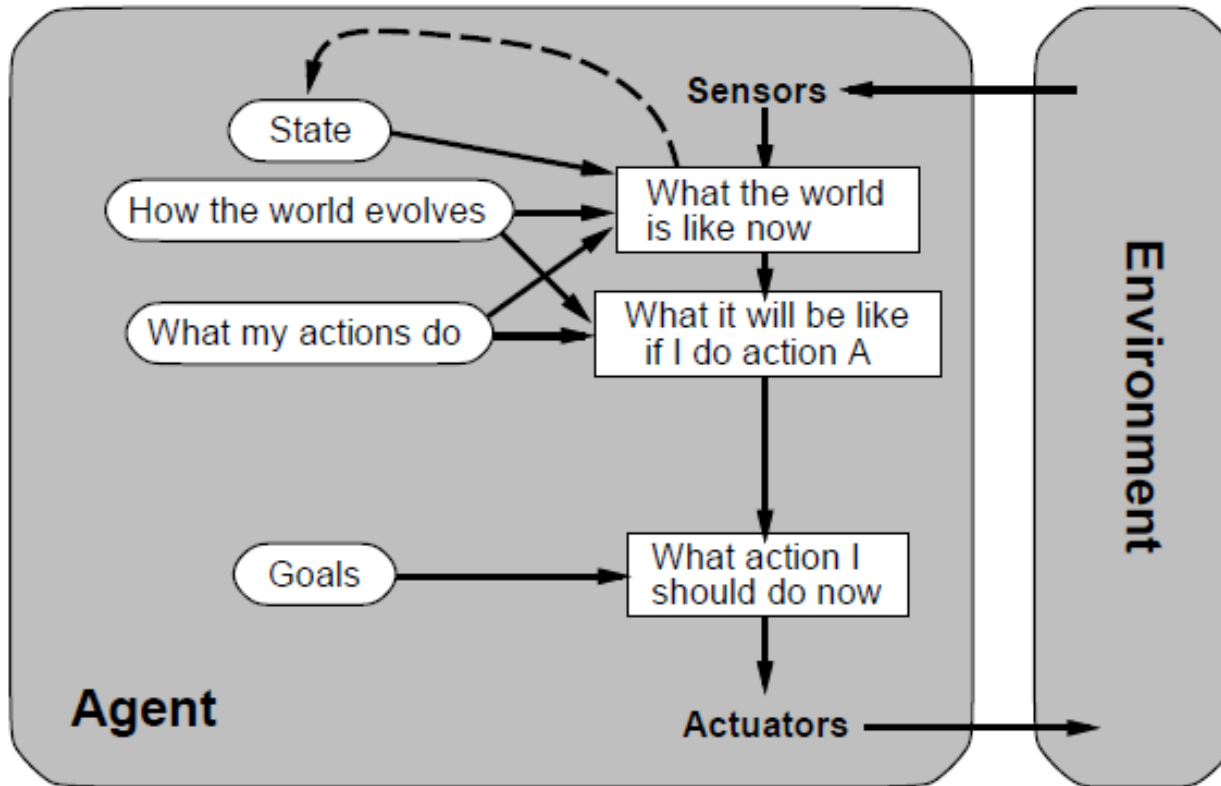 Sensors
State
What the world
is like now
How the world evolves
What my actions do
What it will be like
if I do action A
Goals
What action I
should do now
Agent
Actuators
Environment